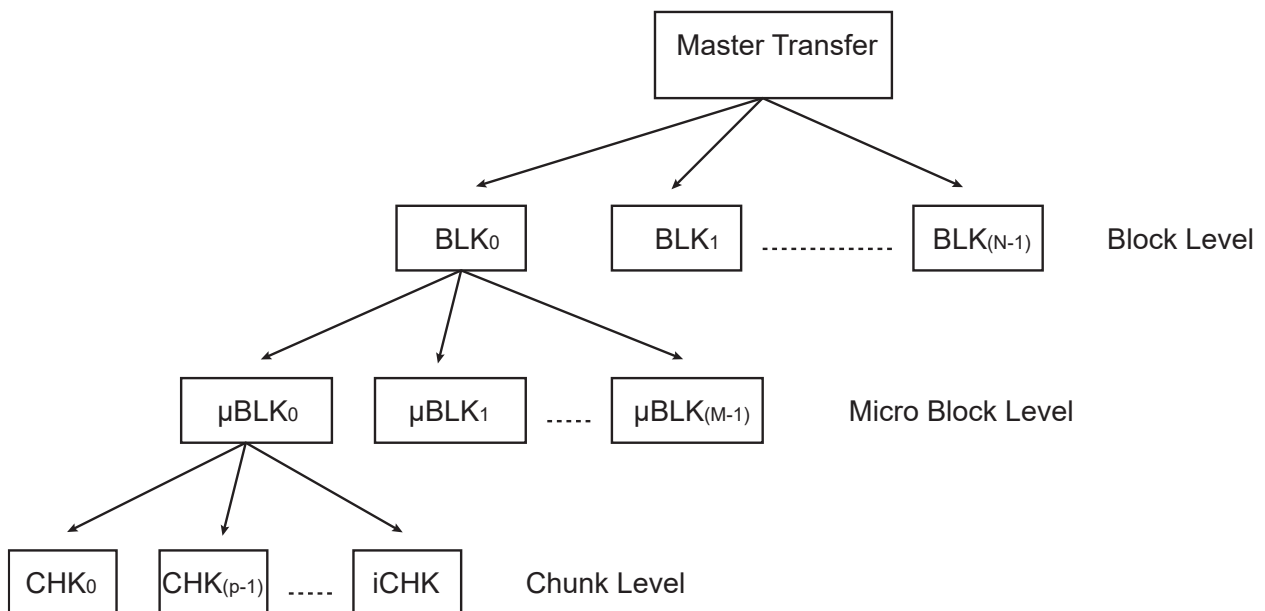 Master Transfer
BLK0 BLK1 BLK(N-1) Block Level
µBLK0 µBLK1 µBLK(M-1) Micro Block Level
CHK0 CHK(p-1) iCHK Chunk Level